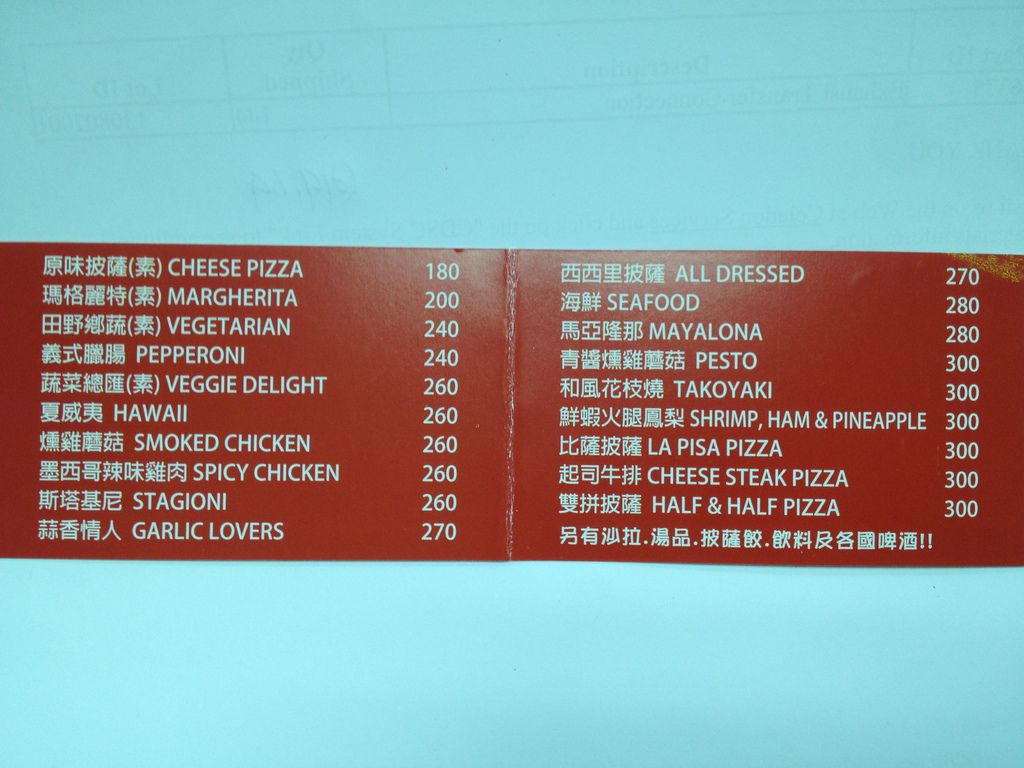 Description
原味披薩(素) CHEESE PIZZA 180
瑪格麗特(素) MARGHERITA 200
田野鄉蔬(素) VEGETARIAN 240
義式臘腸 PEPPERONI 240
蔬菜總匯(素) VEGGIE DELIGHT 260
夏威夷 HAWAII 260
燻雞蘑菇 SMOKED CHICKEN 260
墨西哥辣味雞肉 SPICY CHICKEN 260
斯塔基尼 STAGIONI 260
蒜香情人 GARLIC LOVERS 270
西西里披薩 ALL DRESSED 270
海鮮 SEAFOOD 280
馬亞隆那 MAYALONA 280
青醬燻雞蘑菇 PESTO 300
和風花枝燒 TAKOYAKI 300
鮮蝦火腿鳳梨 SHRIMP, HAM & PINEAPPLE 300
比薩披薩 LA PISA PIZZA 300
起司牛排 CHEESE STEAK PIZZA 300
雙拼披薩 HALF & HALF PIZZA 300
另有沙拉.湯品.披薩餃.飲料及各國啤酒!!